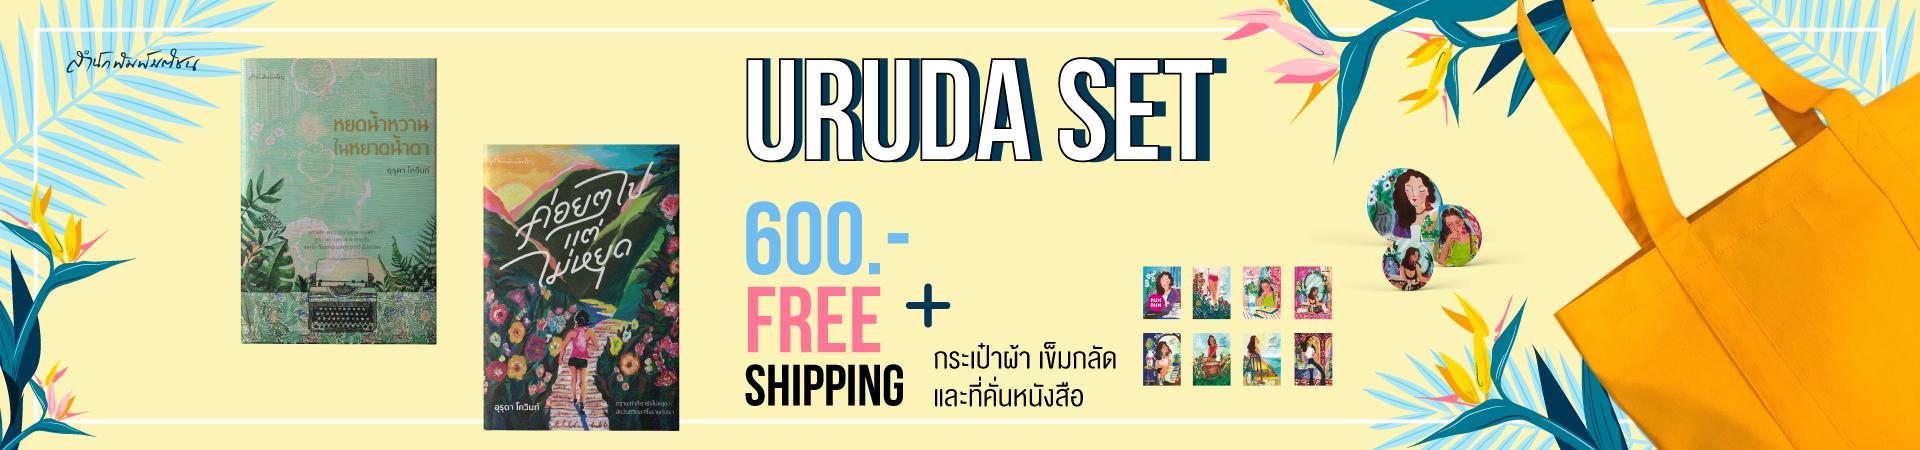 สำนักพิมพ์มติชน
หยดน้ำหวาน
ในหยาดน้ำตา
อุรุดา โควินท์
ค่อยๆ ไป
แต่
ไม่หยุด
อุรุดา โควินท์
URUDA SET
600.-
FREE
SHIPPING
+
กระเป๋าผ้า เข็มกลัด
และที่คั่นหนังสือ